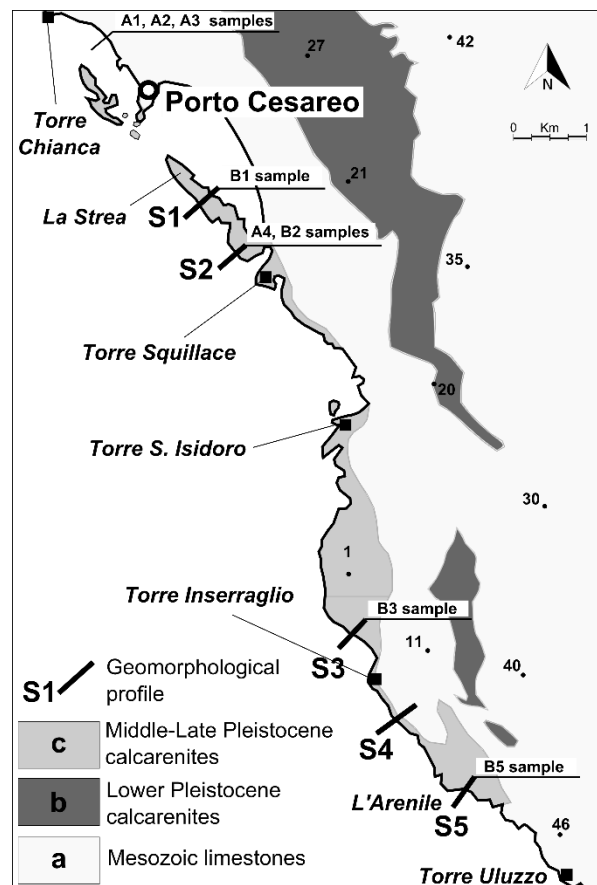 A1, A2, A3 samples
27
42
N
0 Km 1
Porto Cesareo
Torre
Chianca
21
B1 sample
La Strea
S1
A4, B2 samples
S2
35
Torre Squillace
20
Torre S. Isidoro
30
1
Torre Inserraglio
B3 sample
11
S3
40
S1
Geomorphological
profile
S4
c
Middle-Late Pleistocene
calcarenites
B5 sample
L'Arenile
S5
b
Lower Pleistocene
calcarenites
46
a
Mesozoic limestones
Torre Uluzzo